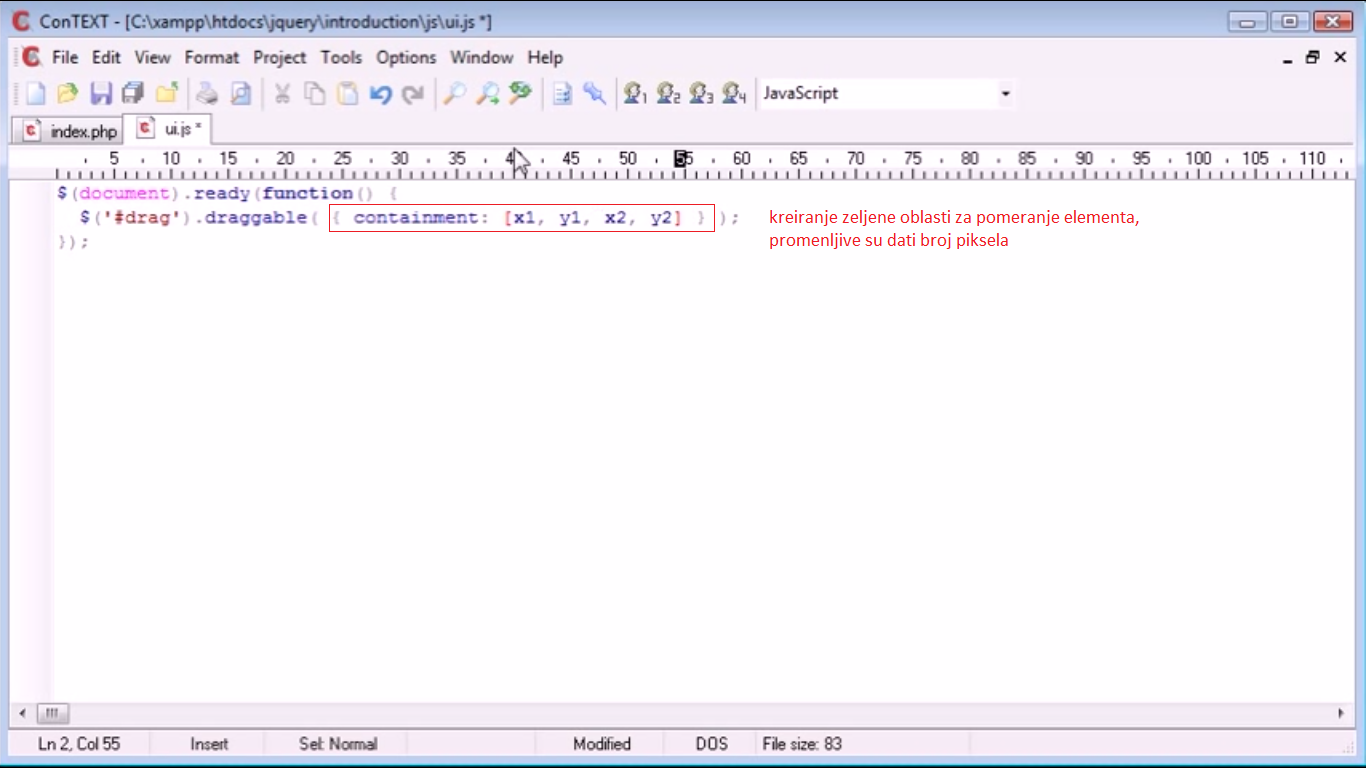 ConTEXT - [C:\xampp\htdocs\jquery\introduction\js\ui.js *]
File Edit View Format Project Tools Options Window Help
1 2 3 4 JavaScript
index.php ui.js *
5 10 15 20 25 30 35 40 45 50 55 60 65 70 75 80 85 90 95 100 105 110
$(document).ready(function() {
$('#drag').draggable( { containment: [x1, y1, x2, y2] } ); kreiranje zeljene oblasti za pomeranje elementa,
promenljive su dati broj piksela
});
Ln 2, Col 55 Insert Sel: Normal Modified DOS File size: 83